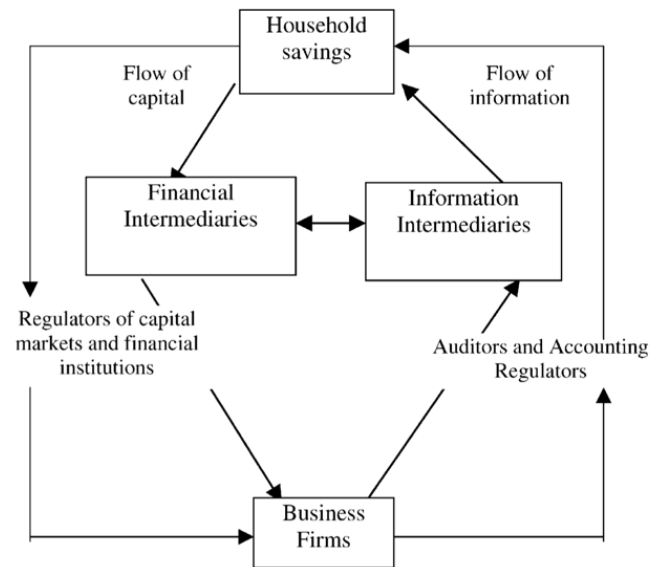 Household
savings
Flow of
capital
Flow of
information
Financial
Intermediaries
Information
Intermediaries
Regulators of capital
markets and financial
institutions
Auditors and Accounting
Regulators
Business
Firms